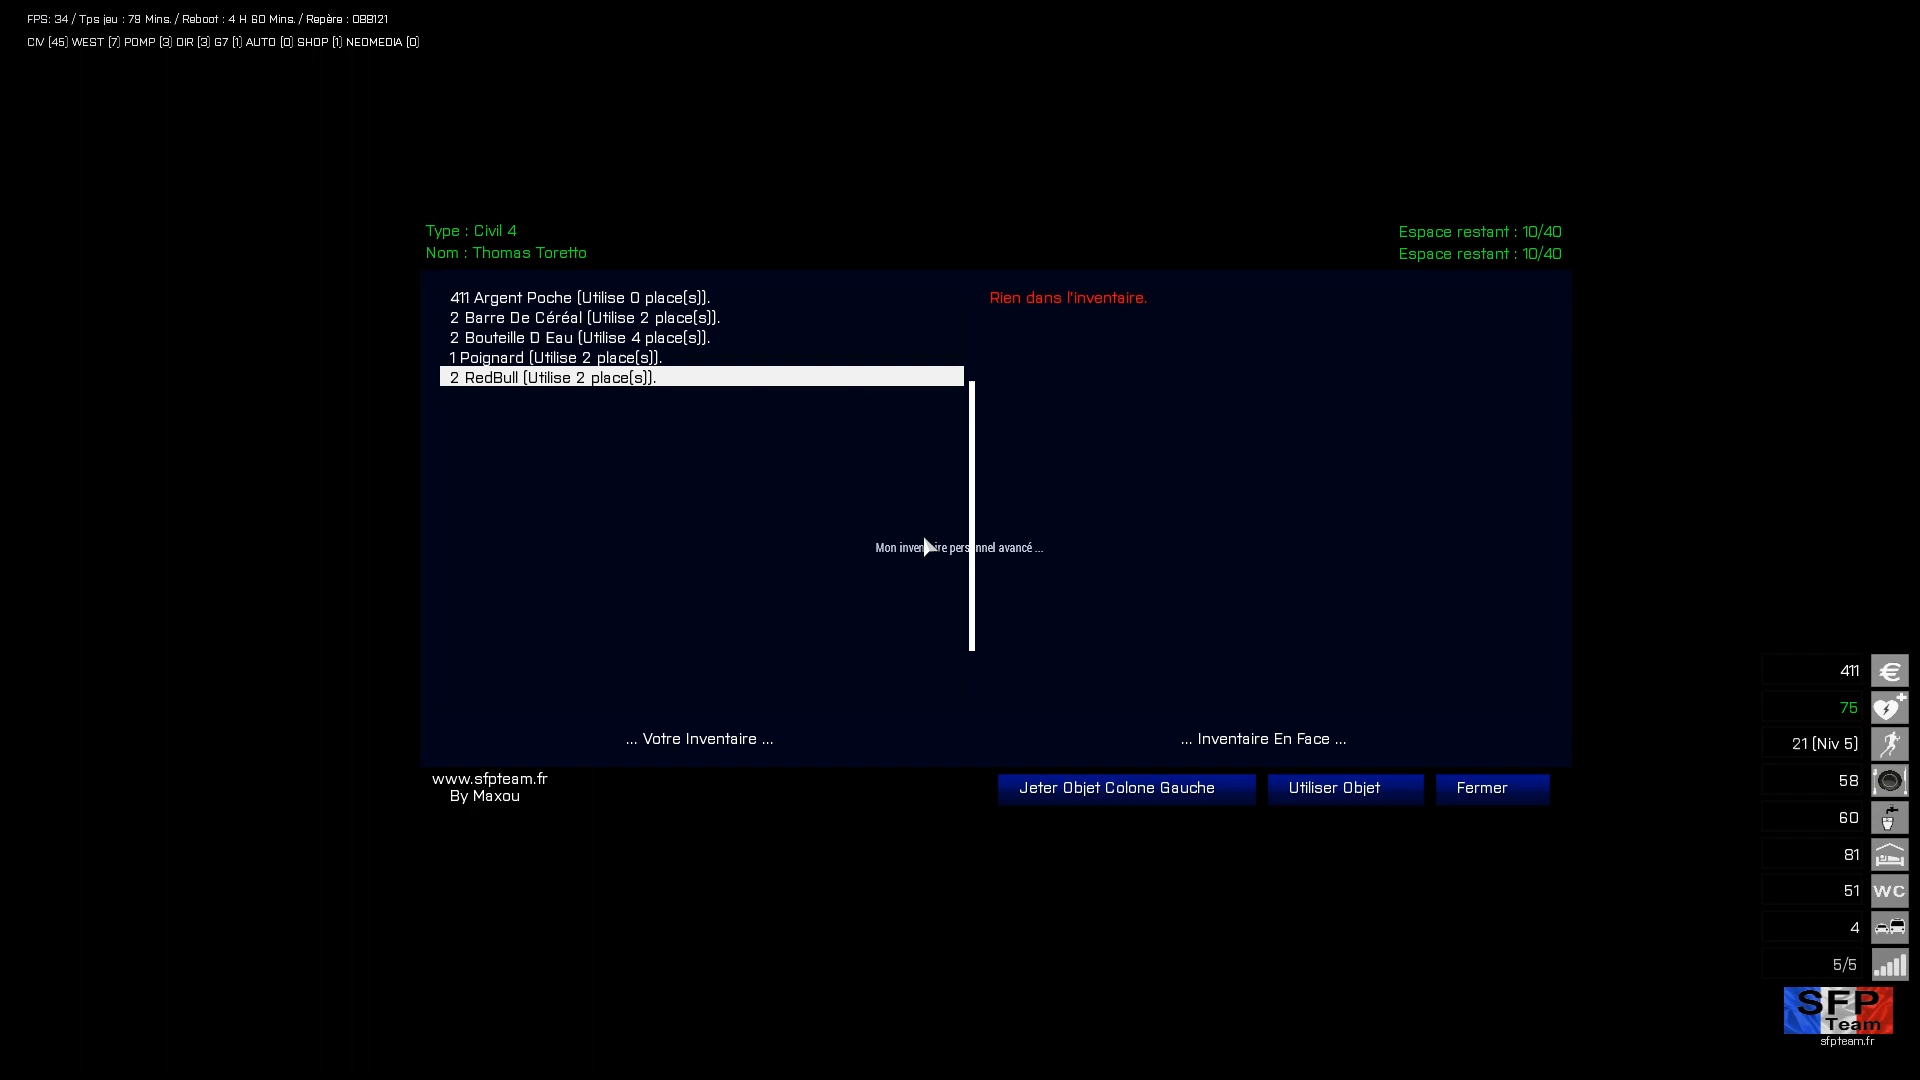 FPS: 34 / Tps jeu : 79 Mins. / Reboot : 4 H 60 Mins. / Repère : 088121
CIV (45) WEST (7) POMP (3) DIR (3) G7 (1) AUTO (0) SHOP (1) NEOMEDIA (0)
Type : Civil 4
Nom : Thomas Toretto
Espace restant : 10/40
Espace restant : 10/40
411 Argent Poche (Utilise 0 place(s)).
2 Barre De Céréal (Utilise 2 place(s)).
2 Bouteille D Eau (Utilise 4 place(s)).
1 Poignard (Utilise 2 place(s)).
2 RedBull (Utilise 2 place(s)).
Rien dans l'inventaire.
Mon inventaire personnel avancé ...
... Votre Inventaire ...
... Inventaire En Face ...
www.sfpteam.fr
By Maxou
Jeter Objet Colone Gauche
Utiliser Objet
Fermer
411
75
21 (Niv 5)
58
60
81
51 WC
4
5/5
SFP
Team
sfpteam.fr